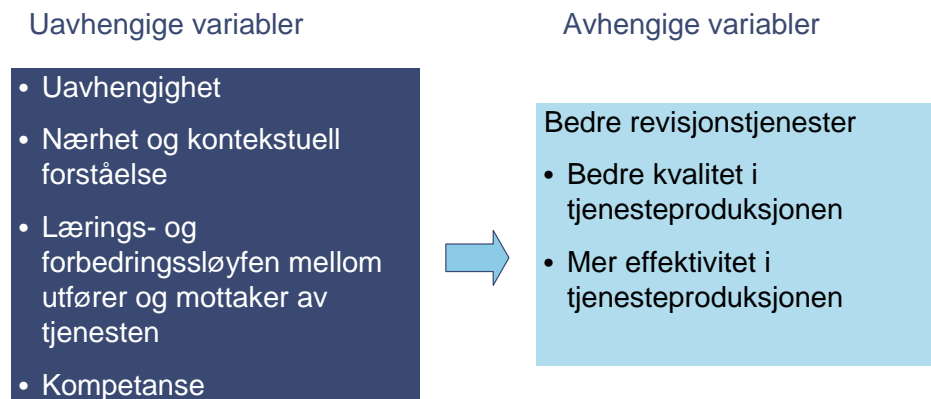 Uavhengige variabler
Avhengige variabler
• Uavhengighet
• Nærhet og kontekstuell
forståelse
• Lærings- og
forbedringssløyfen mellom
utfører og mottaker av
tjenesten
• Kompetanse
Bedre revisjonstjenester
• Bedre kvalitet i
tjenesteproduksjonen
• Mer effektivitet i
tjenesteproduksjonen